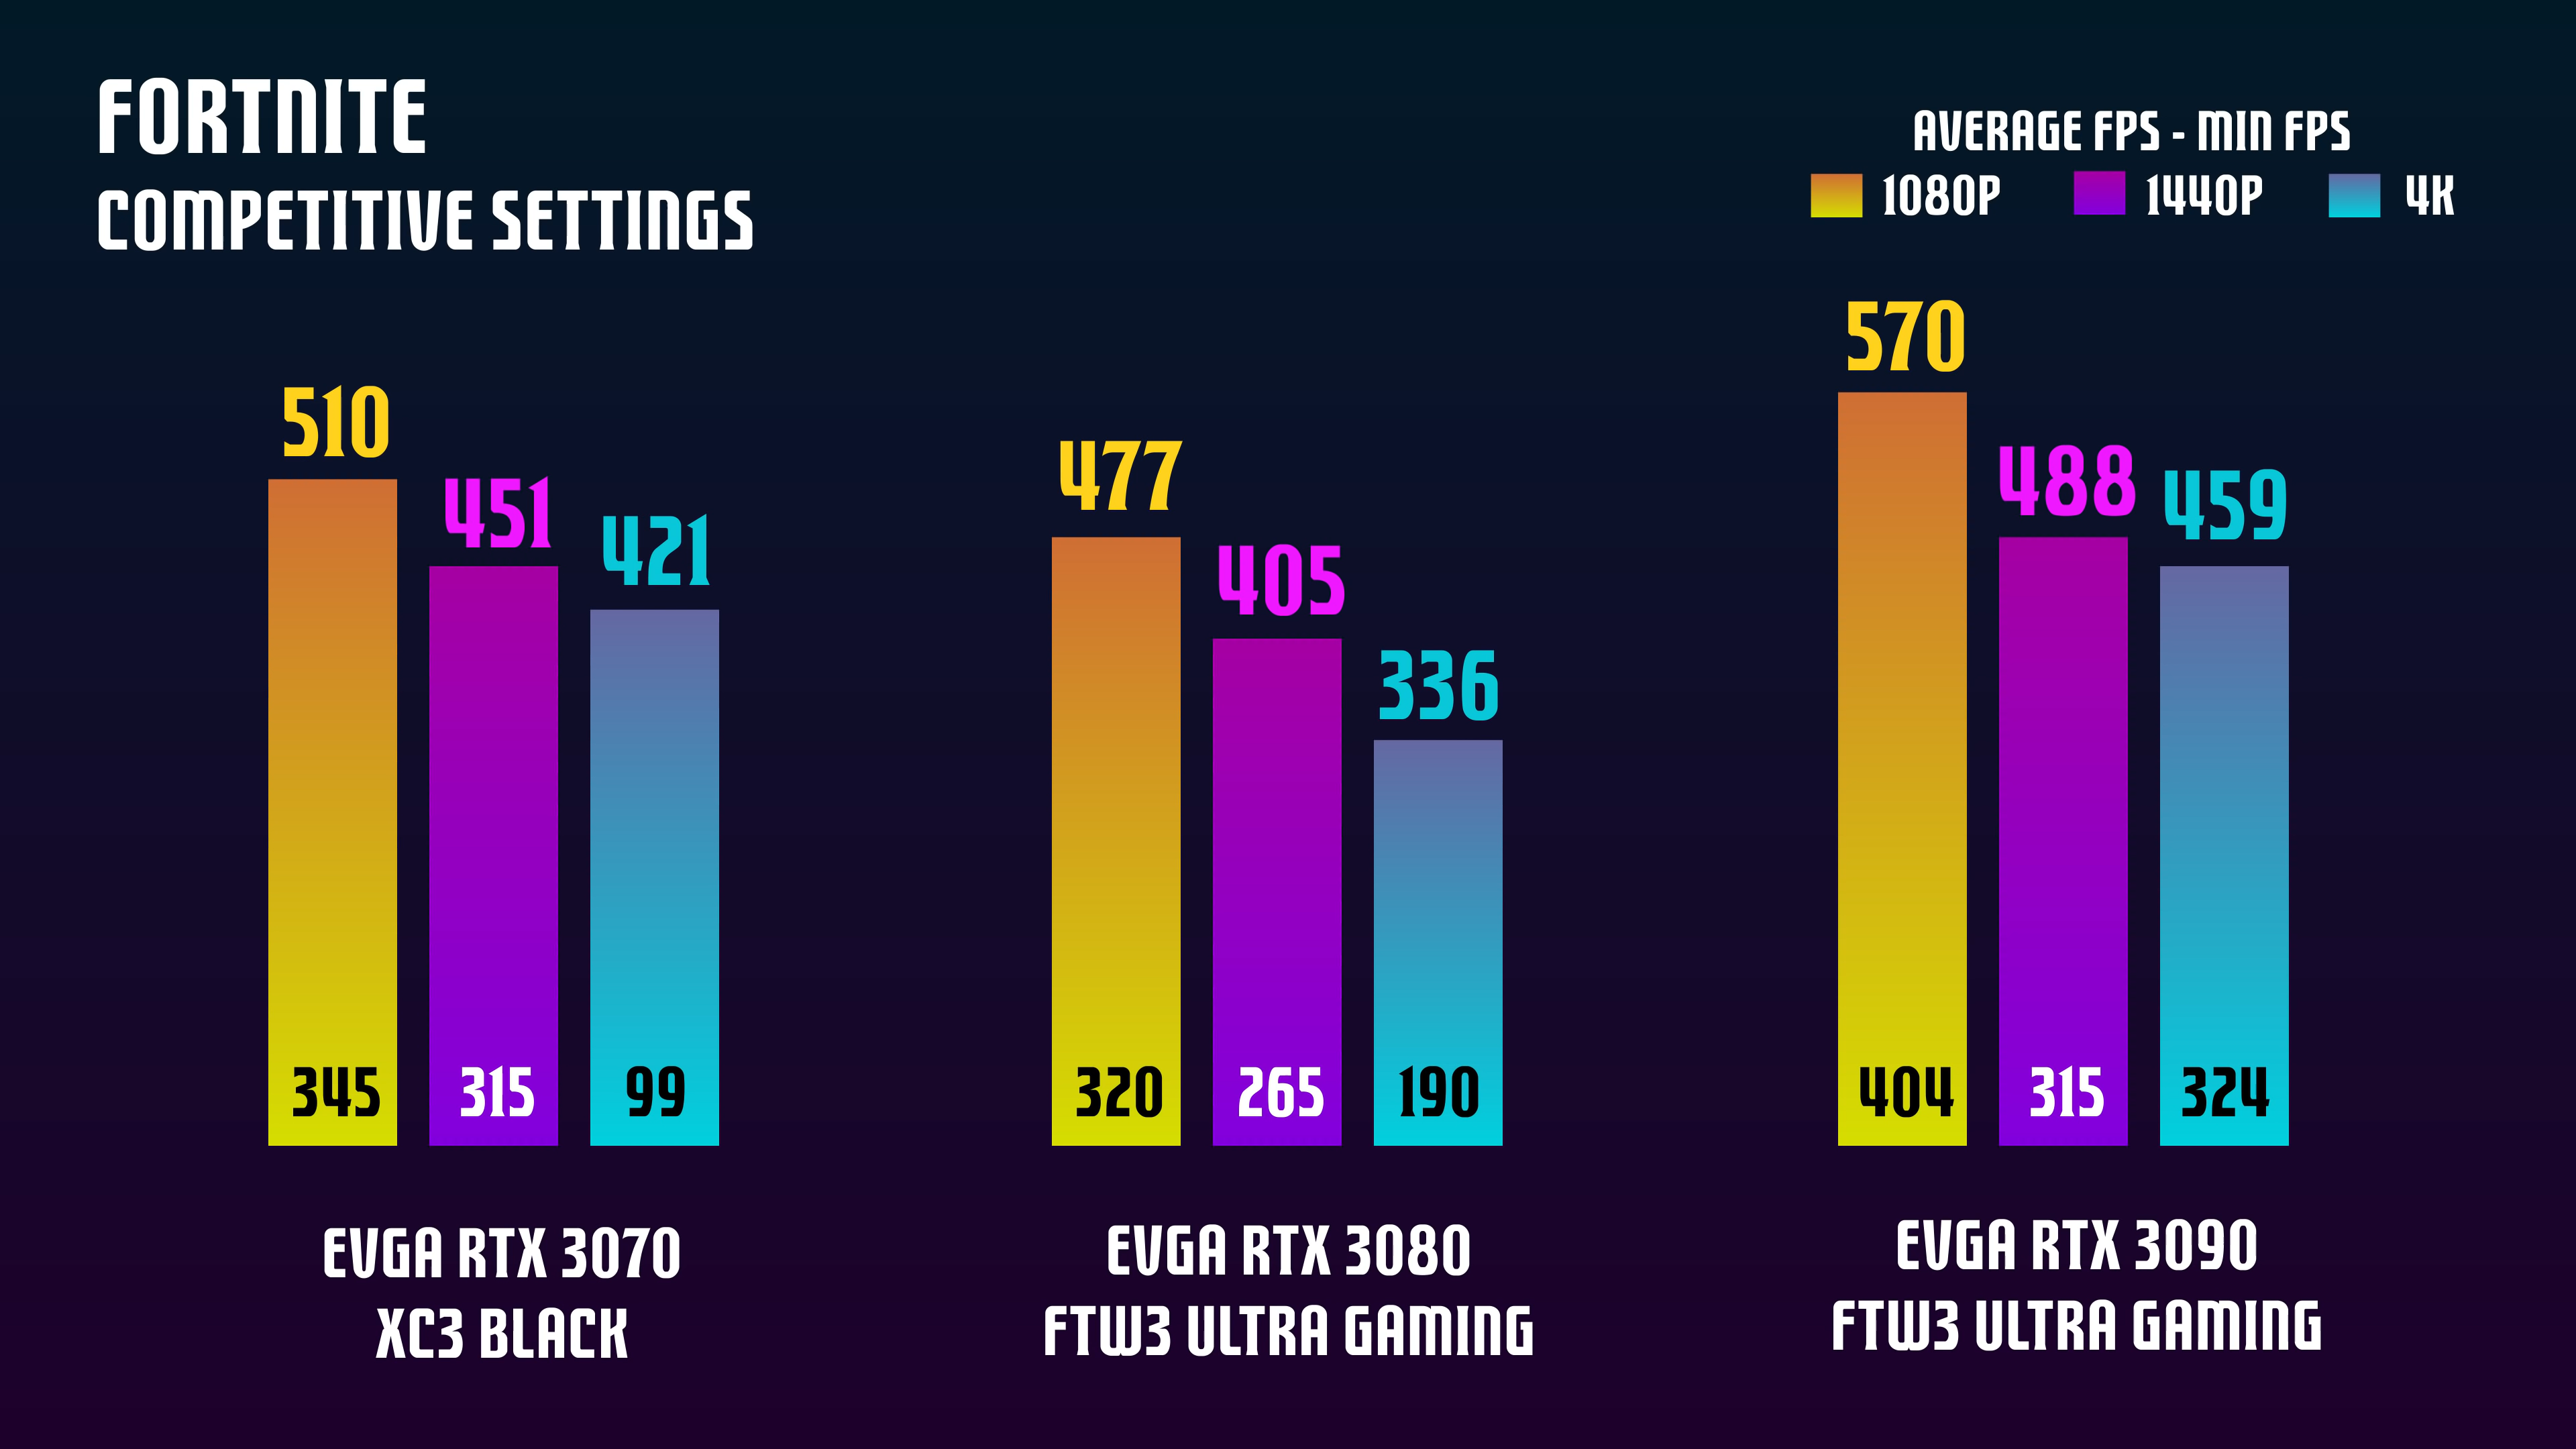 FORTNITE
COMPETITIVE SETTINGS
AVERAGE FPS - MIN FPS
1080P 1440P 4K
510 451 421
345 315 99
EVGA RTX 3070
XC3 BLACK
477 405 336
320 265 190
EVGA RTX 3080
FTW3 ULTRA GAMING
570 488 459
404 315 324
EVGA RTX 3090
FTW3 ULTRA GAMING